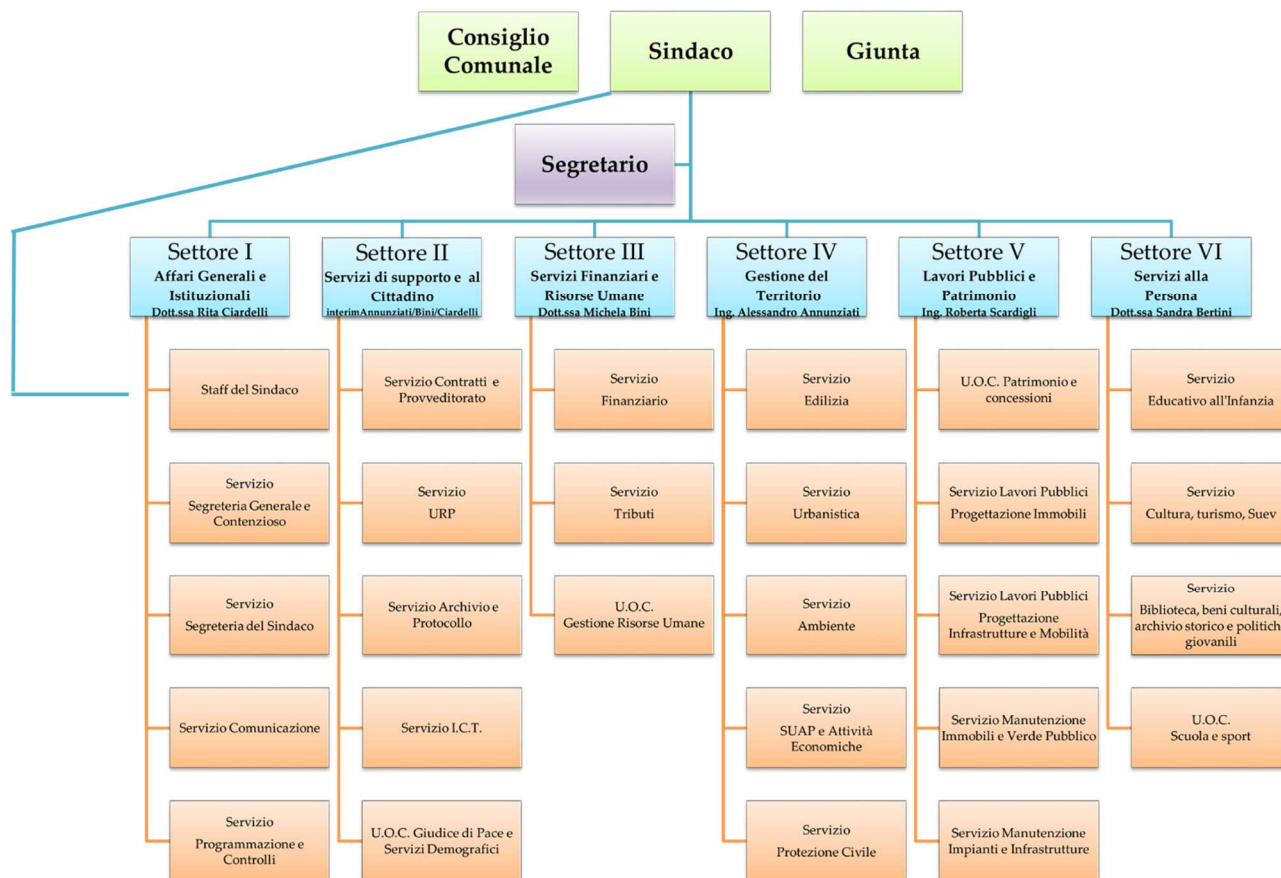 Consiglio
Comunale
Sindaco
Giunta
Segretario
Settore I
Affari Generali e
Istituzionali
Dott.ssa Rita Ciardelli
Settore II
Servizi di supporto e al
Cittadino
interimAnnunziati/Bini/Ciardelli
Settore III
Servizi Finanziari e
Risorse Umane
Dott.ssa Michela Bini
Settore IV
Gestione del
Territorio
Ing. Alessandro Annunziati
Settore V
Lavori Pubblici e
Patrimonio
Ing. Roberta Scardigli
Settore VI
Servizi alla
Persona
Dott.ssa Sandra Bertini
Staff del Sindaco
Servizio
Segreteria Generale e
Contenzioso
Servizio
Segreteria del Sindaco
Servizio Comunicazione
Servizio
Programmazione e
Controlli
Servizio Contratti e
Provveditorato
Servizio
URP
Servizio Archivio e
Protocollo
Servizio I.C.T.
U.O.C. Giudice di Pace e
Servizi Demografici
Servizio
Finanziario
Servizio
Tributi
U.O.C.
Gestione Risorse Umane
Servizio
Edilizia
Servizio
Urbanistica
Servizio
Ambiente
Servizio
SUAP e Attività
Economiche
Servizio
Protezione Civile
U.O.C. Patrimonio e
concessioni
Servizio Lavori Pubblici
Progettazione Immobili
Servizio Lavori Pubblici
Progettazione
Infrastrutture e Mobilità
Servizio Manutenzione
Immobili e Verde Pubblico
Servizio Manutenzione
Impianti e Infrastrutture
Servizio
Educativo all'Infanzia
Servizio
Cultura, turismo, Suev
Servizio
Biblioteca, beni culturali,
archivio storico e politich
giovanili
U.O.C.
Scuola e sport